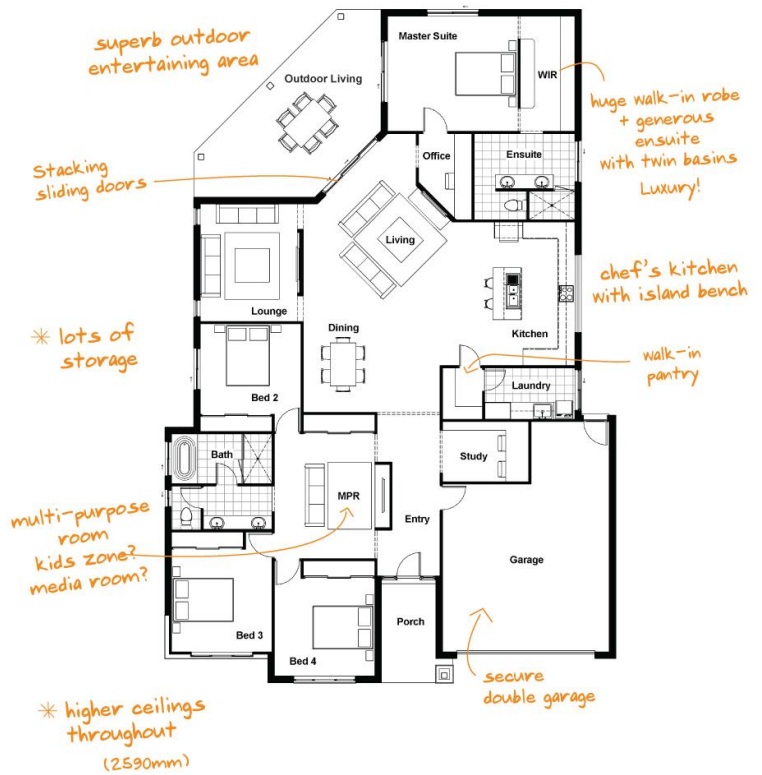 superb outdoor
entertaining area
Outdoor Living
Master Suite
WIR
huge walk-in robe
+ generous
ensuite
with twin basins
Luxury!
Office
Ensuite
Stacking
sliding doors
Living
Lounge
chef's kitchen
with island bench
Kitchen
✳ lots of
storage
Dining
Bed 2
walk-in
pantry
Laundry
Bath
Study
MPR
Entry
multi-purpose
room
kids zone?
media room?
Garage
Bed 3
Bed 4
Porch
secure
double garage
✳ higher ceilings
throughout
(2590mm)